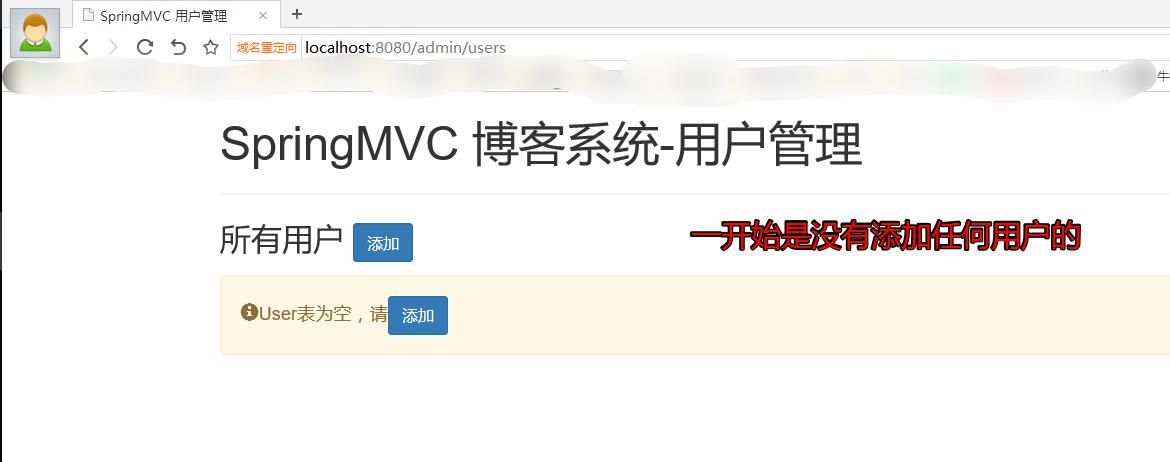 SpringMVC 用户管理
域名重定向 localhost:8080/admin/users
牛
SpringMVC 博客系统-用户管理
所有用户 添加
一开始是没有添加任何用户的
User表为空，请 添加